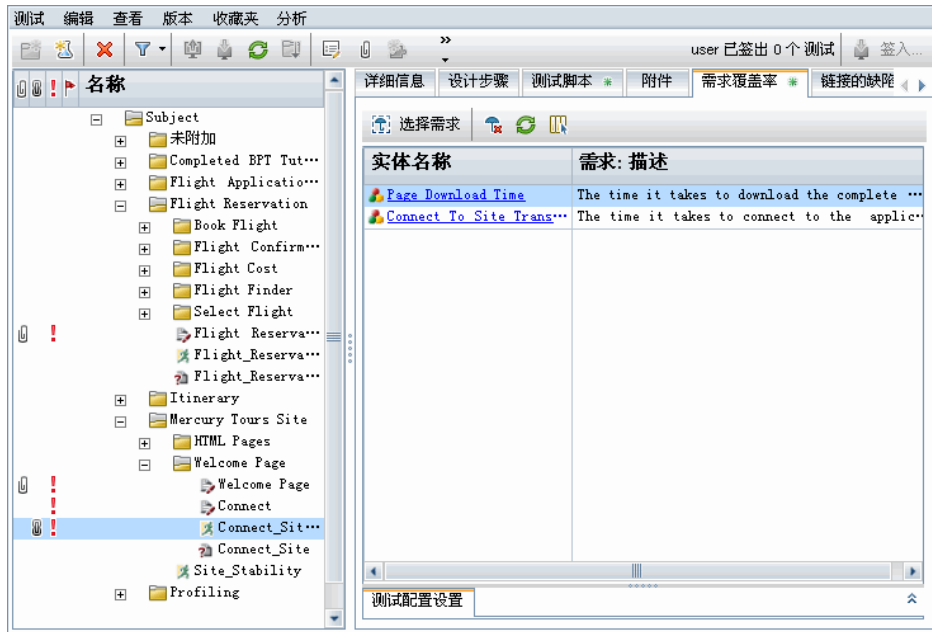 测试 编辑 查看 版本 收藏夹 分析
user 已签出 0 个 测试 签入...
名称
Subject
未附加
Completed BPT Tut···
Flight Applicatio···
Flight Reservation
Book Flight
Flight Confirm···
Flight Cost
Flight Finder
Select Flight
Flight Reserva···
Flight_Reserva···
Flight_Reserva···
Itinerary
Mercury Tours Site
HTML Pages
Welcome Page
Welcome Page
Connect
Connect_Sit···
Connect_Site
Site_Stability
Profiling
详细信息 设计步骤 测试脚本 * 附件 需求覆盖率 * 链接的缺陷
选择需求
实体名称 需求: 描述
Page Download Time The time it takes to download the complete ···
Connect To Site Trans··· The time it takes to connect to the applic··
测试配置设置